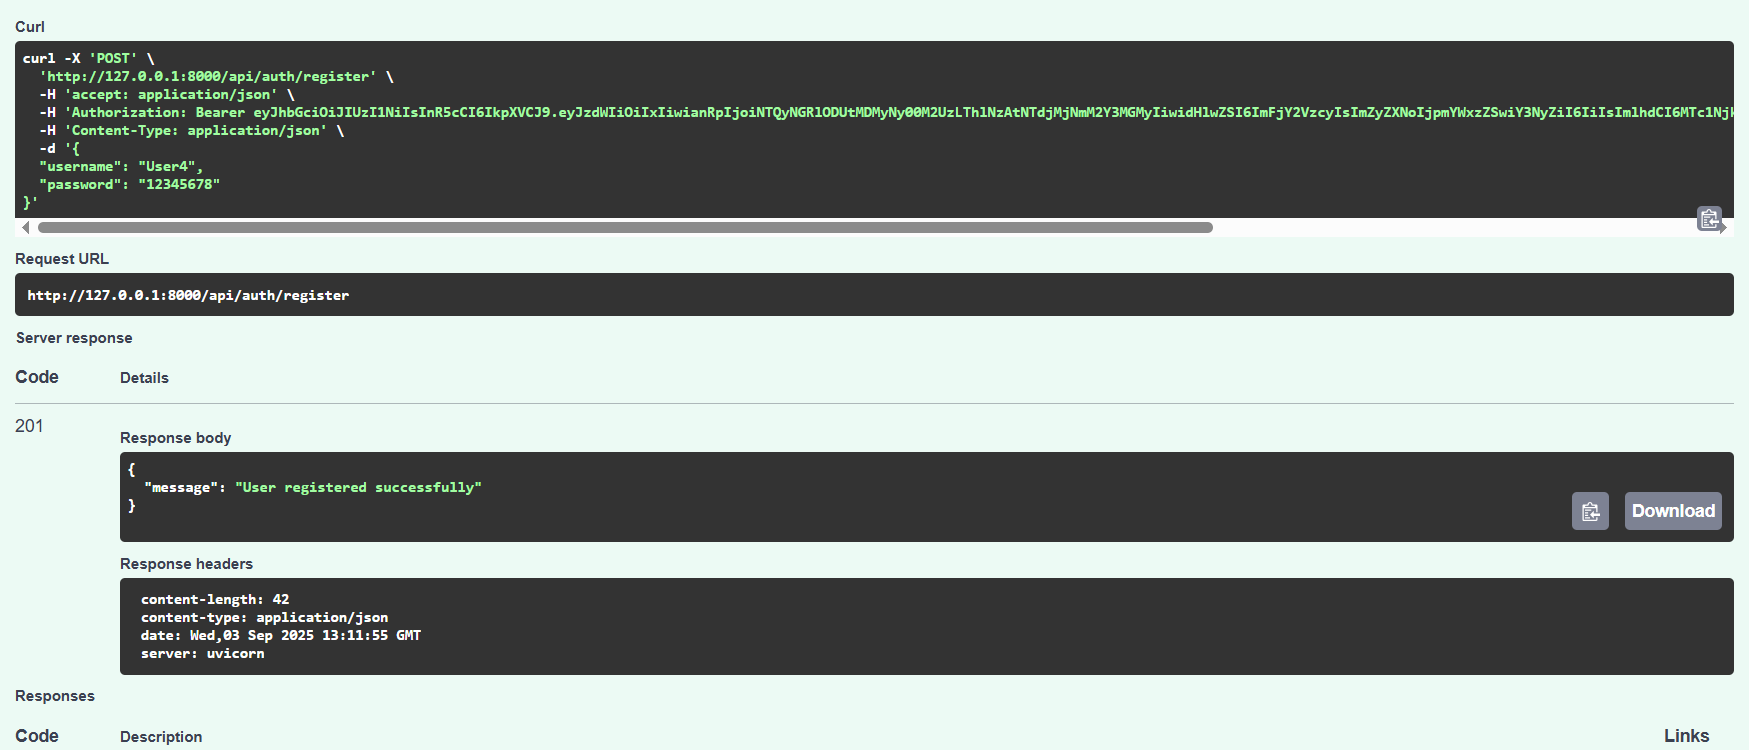 Curl
curl -X 'POST' \
'http://127.0.0.1:8000/api/auth/register' \
-H 'accept: application/json' \
-H 'Authorization: Bearer eyJhbGciOiJIUzI1NiIsInR5cCI6IkpXVCJ9.eyJzdWIiOiIxIiwianRpIjoiNTQyNGRlODUtMDMyNy00M2UzLThlNzAtNTdjMjNmM2Y3MGMyIiwidHlwZSI6ImFjY2VzcyIsImZyZXNoIjpmYWxzZSwiY3NyZiI6IiIsImlhdCI6MTc1Njk
-H 'Content-Type: application/json' \
-d '{
"username": "User4",
"password": "12345678"
}'
Request URL
http://127.0.0.1:8000/api/auth/register
Server response
Code Details
201
Response body
{
"message": "User registered successfully"
}
Download
Response headers
content-length: 42
content-type: application/json
date: Wed,03 Sep 2025 13:11:55 GMT
server: uvicorn
Responses
Code Description Links